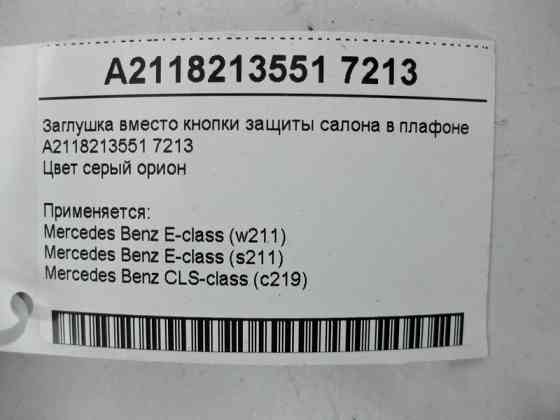 A2118213551 7213
Заглушка вместо кнопки защиты салона в плафоне
A2118213551 7213
Цвет серый орион
Применяется:
Mercedes Benz E-class (w211)
Mercedes Benz E-class (s211)
Mercedes Benz CLS-class (c219)